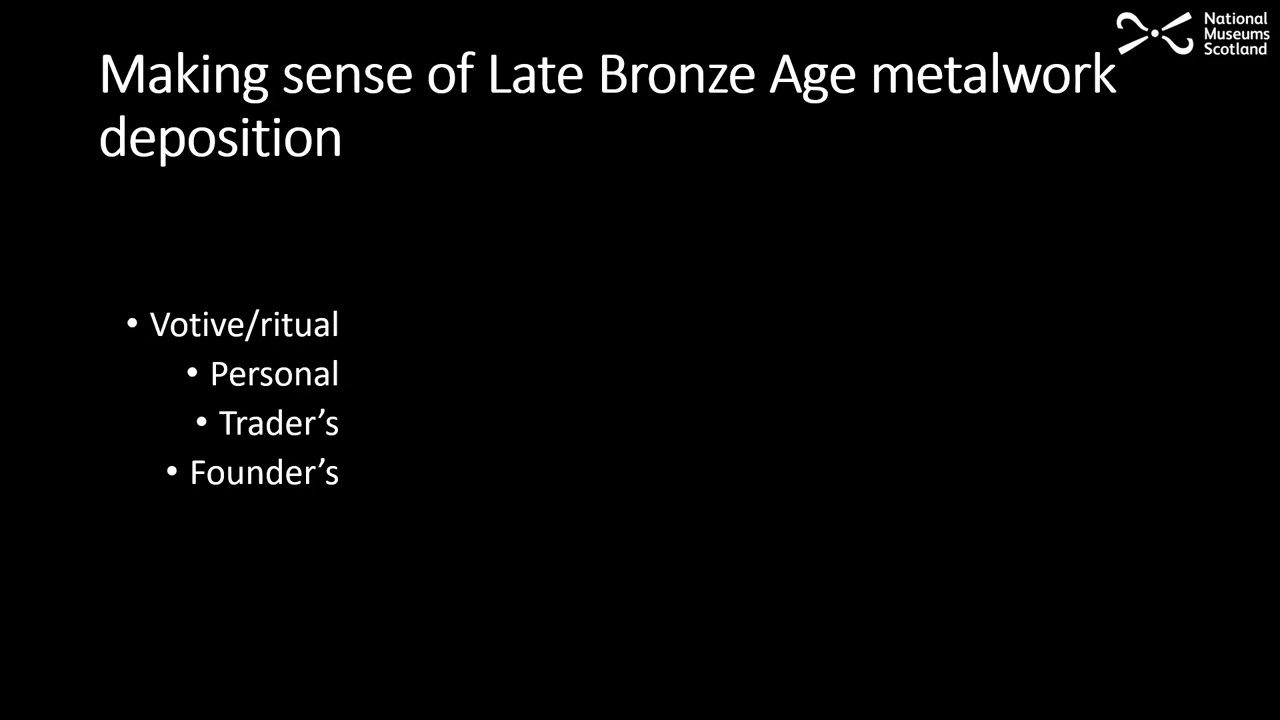 National
Museums
Scotland
Making sense of Late Bronze Age metalwork
deposition
• Votive/ritual
• Personal
• Trader’s
• Founder’s